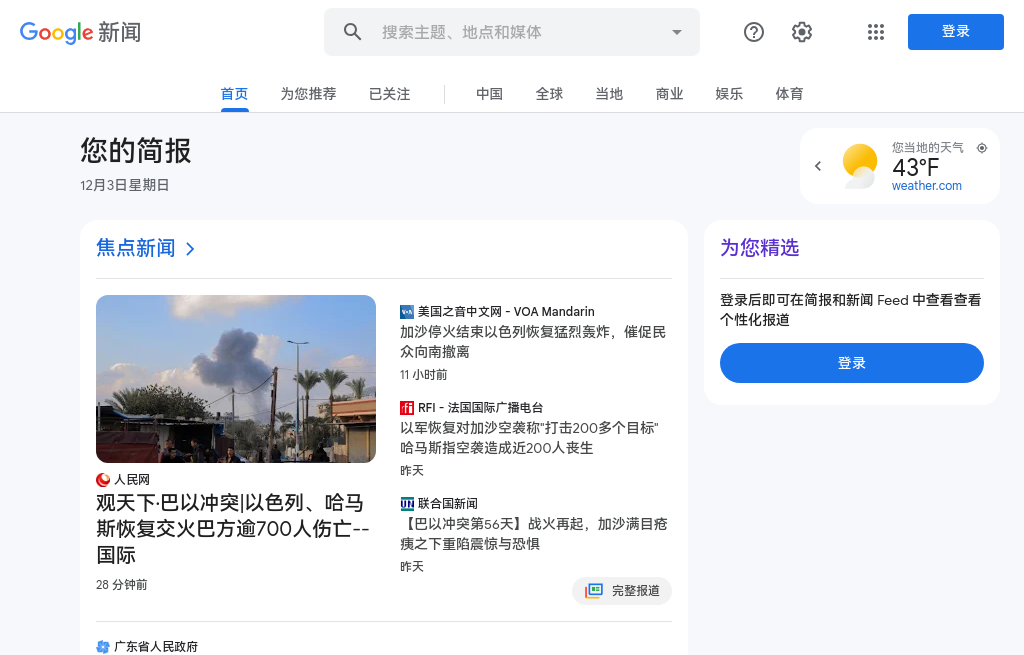 Google 新闻
搜索主题、地点和媒体
登录
首页
为您推荐
已关注
中国
全球
当地
商业
娱乐
体育
您的简报
12月3日星期日
您当地的天气
43°F
weather.com
焦点新闻
人民网
观天下·巴以冲突|以色列、哈马
斯恢复交火巴方逾700人伤亡--
国际
28 分钟前
VOA
美国之音中文网 - VOA Mandarin
加沙停火结束以色列恢复猛烈轰炸，催促民
众向南撤离
11 小时前
rfi
RFI - 法国国际广播电台
以军恢复对加沙空袭称"打击200多个目标"
哈马斯指空袭造成近200人丧生
昨天
UN
联合国新闻
【巴以冲突第56天】战火再起，加沙满目疮
痍之下重陷震惊与恐惧
昨天
完整报道
广东省人民政府
为您精选
登录后即可在简报和新闻 Feed 中查看查看
个性化报道
登录